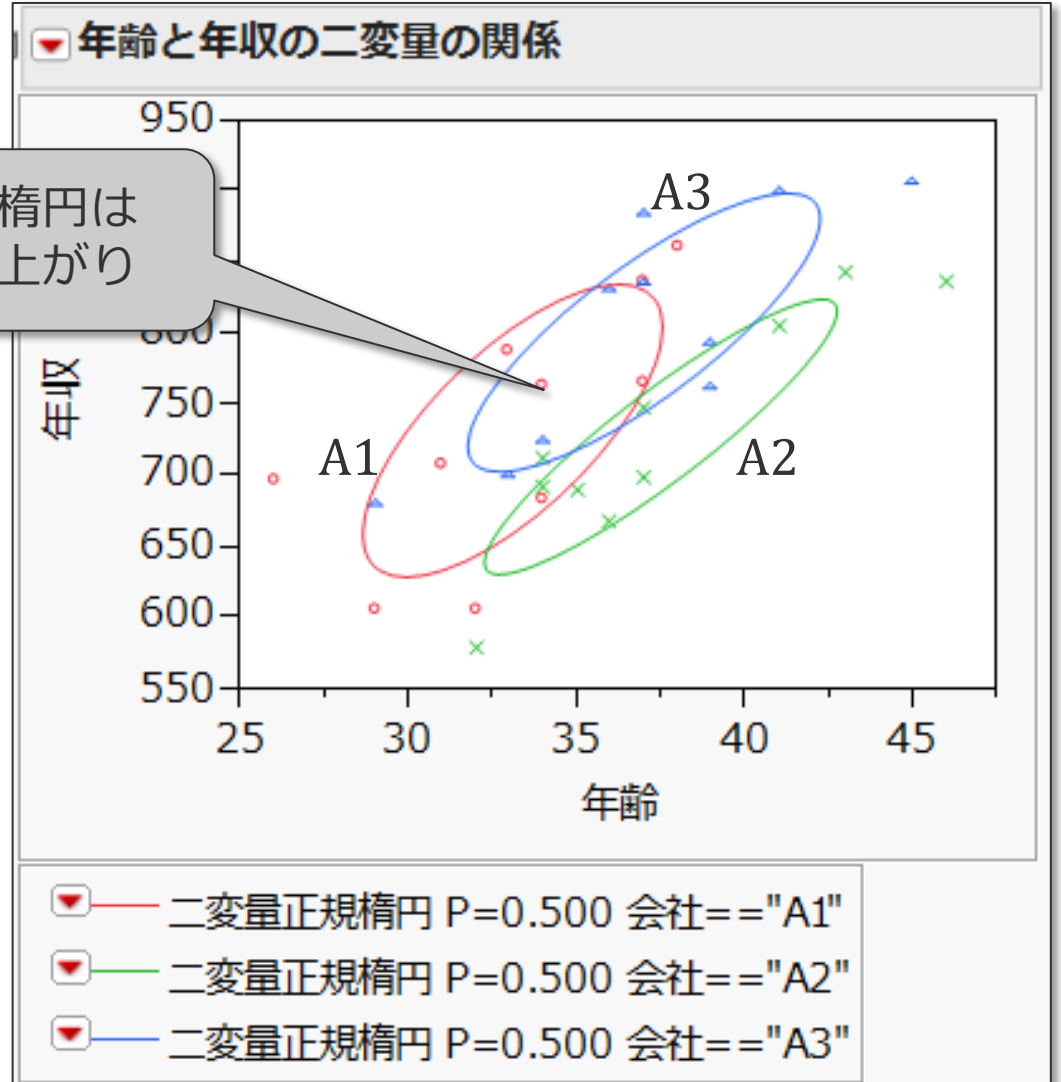 年齢と年収の二変量の関係
950
楕円は
上がり
800
750
700
650
600
550
年収
A3
A1
A2
25 30 35 40 45
年齢
二変量正規楕円 P=0.500 会社=="A1"
二変量正規楕円 P=0.500 会社=="A2"
二変量正規楕円 P=0.500 会社=="A3"